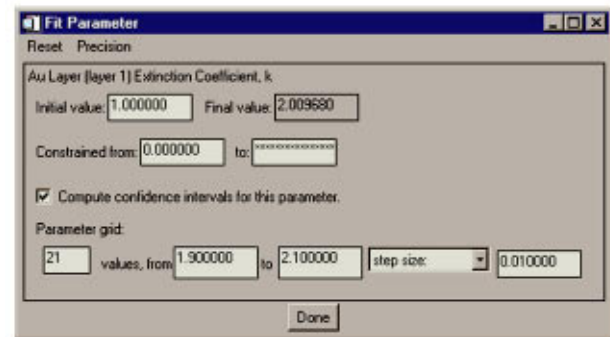 Fit Parameter
Reset Precision
Au Layer (layer 1) Extinction Coefficient, k
Initial value: 1.000000 Final value: 2.009680
Constrained from: 0.000000 to: *************
Compute confidence intervals for this parameter.
Parameter grid:
21 values, from 1.900000 to 2.100000 step size: 0.010000
Done